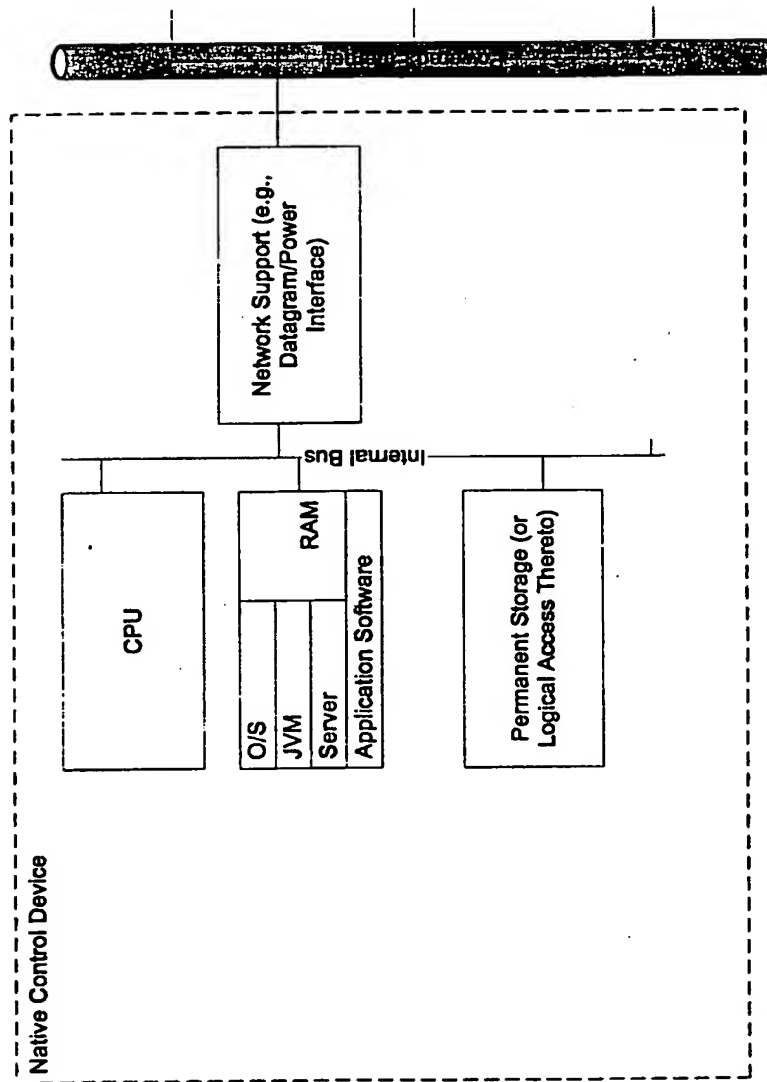 Native Control Device
CPU
O/S
JVM
Server
RAM
Application Software
Permanent Storage (or
Logical Access Thereto)
Internal Bus
Network Support (e.g.,
Datagram/Power
Interface)